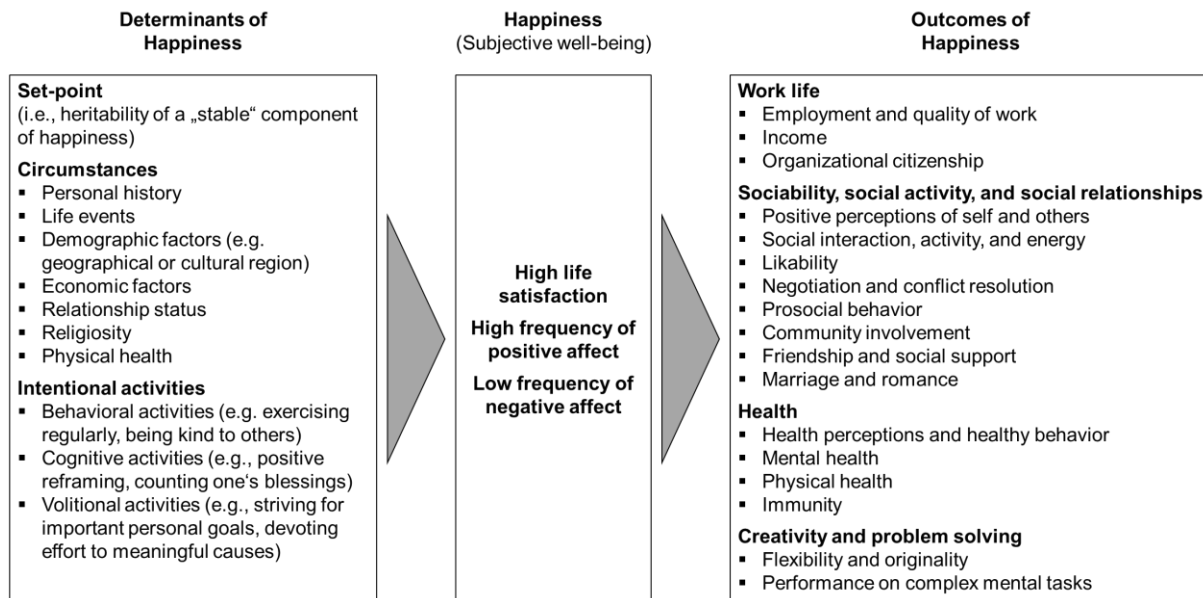 Determinants of
Happiness
Set-point
(i.e., heritability of a „stable“ component
of happiness)
Circumstances
▪ Personal history
▪ Life events
▪ Demographic factors (e.g.
geographical or cultural region)
▪ Economic factors
▪ Relationship status
▪ Religiosity
▪ Physical health
Intentional activities
▪ Behavioral activities (e.g. exercising
regularly, being kind to others)
▪ Cognitive activities (e.g., positive
reframing, counting one‘s blessings)
▪ Volitional activities (e.g., striving for
important personal goals, devoting
effort to meaningful causes)
Happiness
(Subjective well-being)
High life
satisfaction
High frequency of
positive affect
Low frequency of
negative affect
Outcomes of
Happiness
Work life
▪ Employment and quality of work
▪ Income
▪ Organizational citizenship
Sociability, social activity, and social relationships
▪ Positive perceptions of self and others
▪ Social interaction, activity, and energy
▪ Likability
▪ Negotiation and conflict resolution
▪ Prosocial behavior
▪ Community involvement
▪ Friendship and social support
▪ Marriage and romance
Health
▪ Health perceptions and healthy behavior
▪ Mental health
▪ Physical health
▪ Immunity
Creativity and problem solving
▪ Flexibility and originality
▪ Performance on complex mental tasks